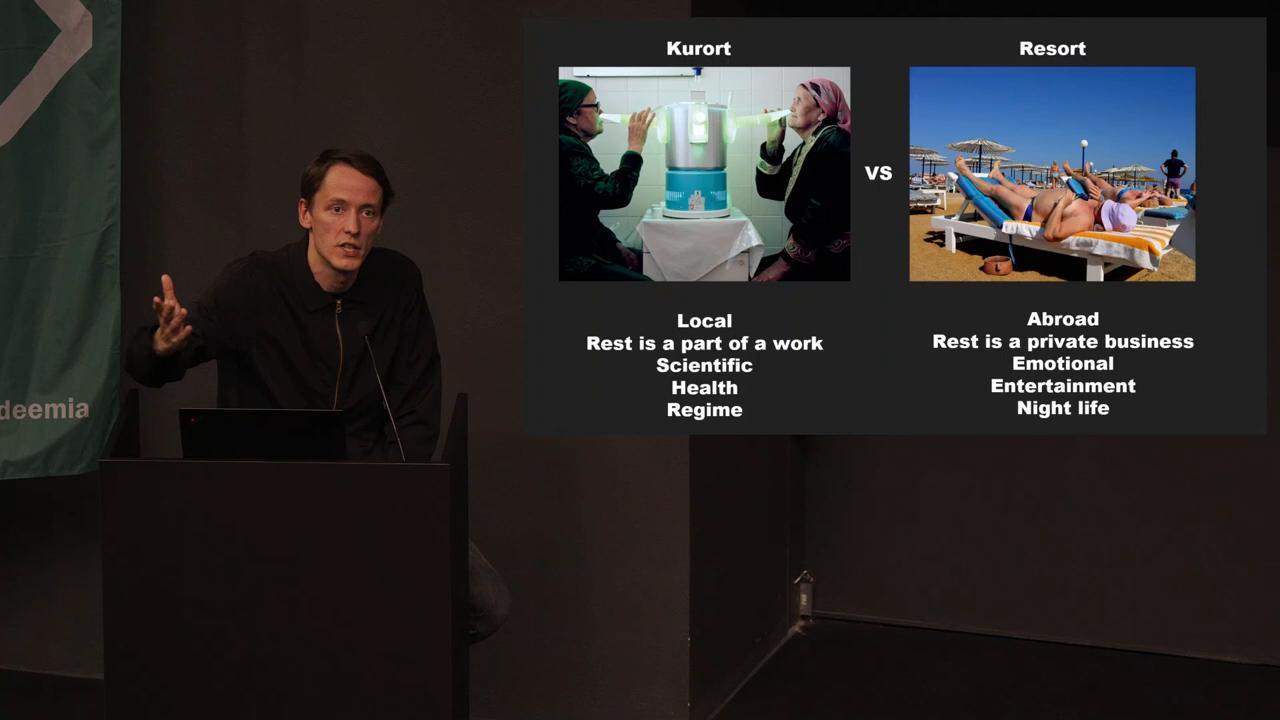 deemia
Kurort
Resort
VS
Local
Rest is a part of a work
Scientific
Health
Regime
Abroad
Rest is a private business
Emotional
Entertainment
Night life